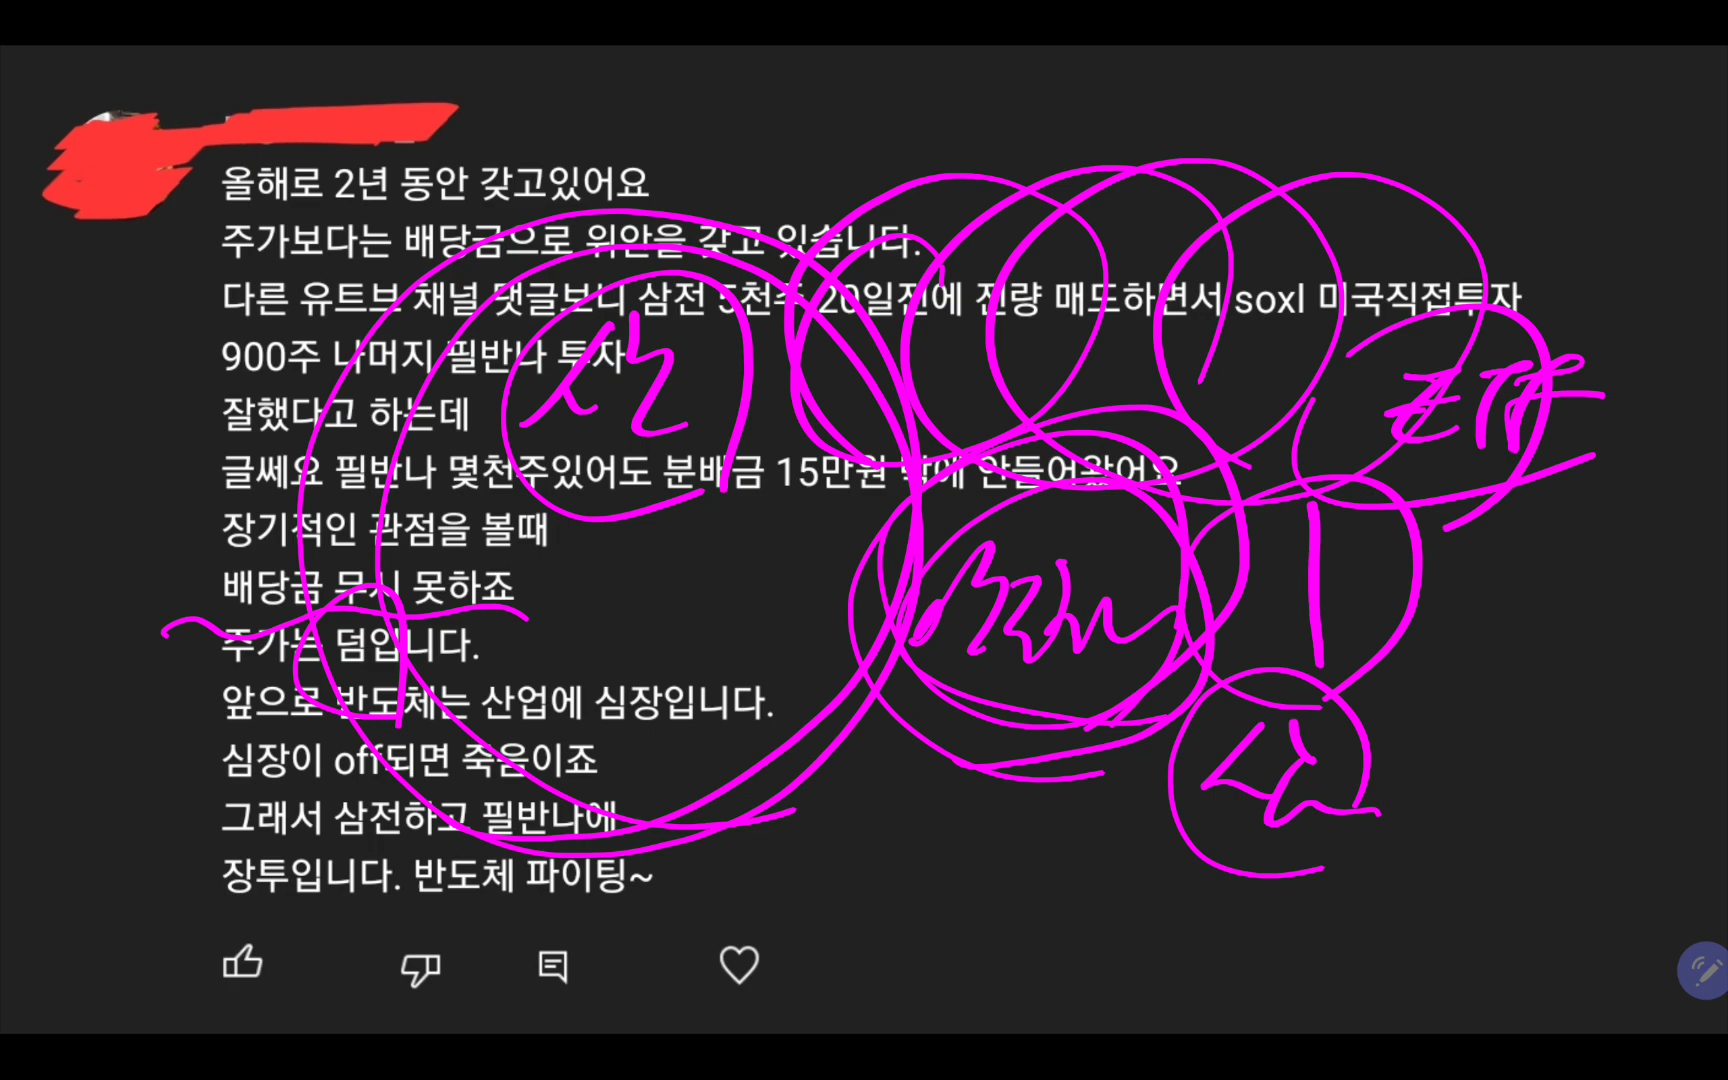 올해로 2년 동안 갖고있어요
주가보다는 배당금으로 위안을 갖고 있습니다.
다른 유트브 채널 댓글보니 삼전 5천주 20일전에 전량 매도하면서 soxl 미국직접투자
900주 나머지 필반나 투자
잘했다고 하는데
글쎄요 필반나 몇천주있어도 분배금 15만원 밖에 안들어왔어요
장기적인 관점을 볼때
배당금 무시 못하죠
주가는 덤입니다.
앞으로 반도체는 산업에 심장입니다.
심장이 off되면 죽음이죠
그래서 삼전하고 필반나에
장투입니다. 반도체 파이팅~